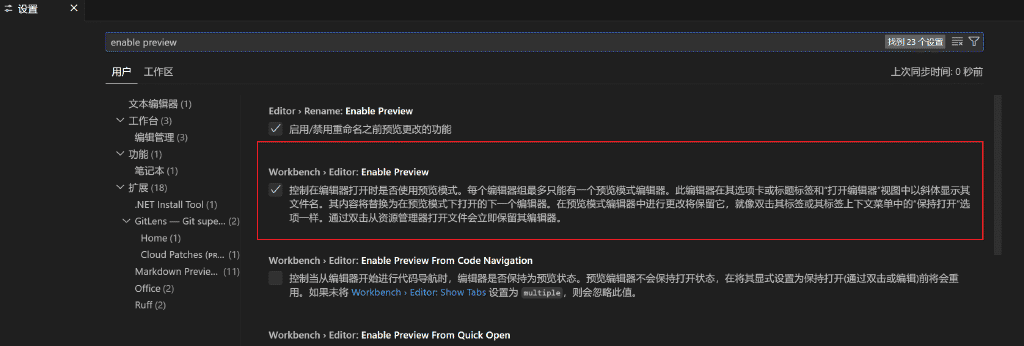 设置
enable preview
找到 23 个设置
用户 工作区
上次同步时间: 0 秒前
文本编辑器 (1)
工作台 (3)
编辑管理 (3)
功能 (1)
笔记本 (1)
扩展 (18)
.NET Install Tool (1)
GitLens — Git supe... (2)
Home (1)
Cloud Patches (PR... (1)
Markdown Previe... (11)
Office (2)
Ruff (2)
Editor › Rename: Enable Preview
启用/禁用重命名之前预览更改的功能
Workbench › Editor: Enable Preview
控制在编辑器打开时是否使用预览模式。每个编辑器组最多只能有一个预览模式编辑器。此编辑器在其选项卡或标题标签和“打开编辑器”视图中以斜体显示其
文件名。其内容将替换为在预览模式下打开的下一个编辑器。在预览模式编辑器中进行更改将保留它，就像双击其标签或其标签上下文菜单中的“保持打开”选
项一样。通过双击从资源管理器打开文件会立即保留其编辑器。
Workbench › Editor: Enable Preview From Code Navigation
控制当从编辑器开始进行代码导航时，编辑器是否保持为预览状态。预览编辑器不会保持打开状态，在将其显式设置为保持打开(通过双击或编辑)前将会重
用。如果未将 Workbench › Editor: Show Tabs 设置为 multiple，则会忽略此值。
Workbench › Editor: Enable Preview From Quick Open